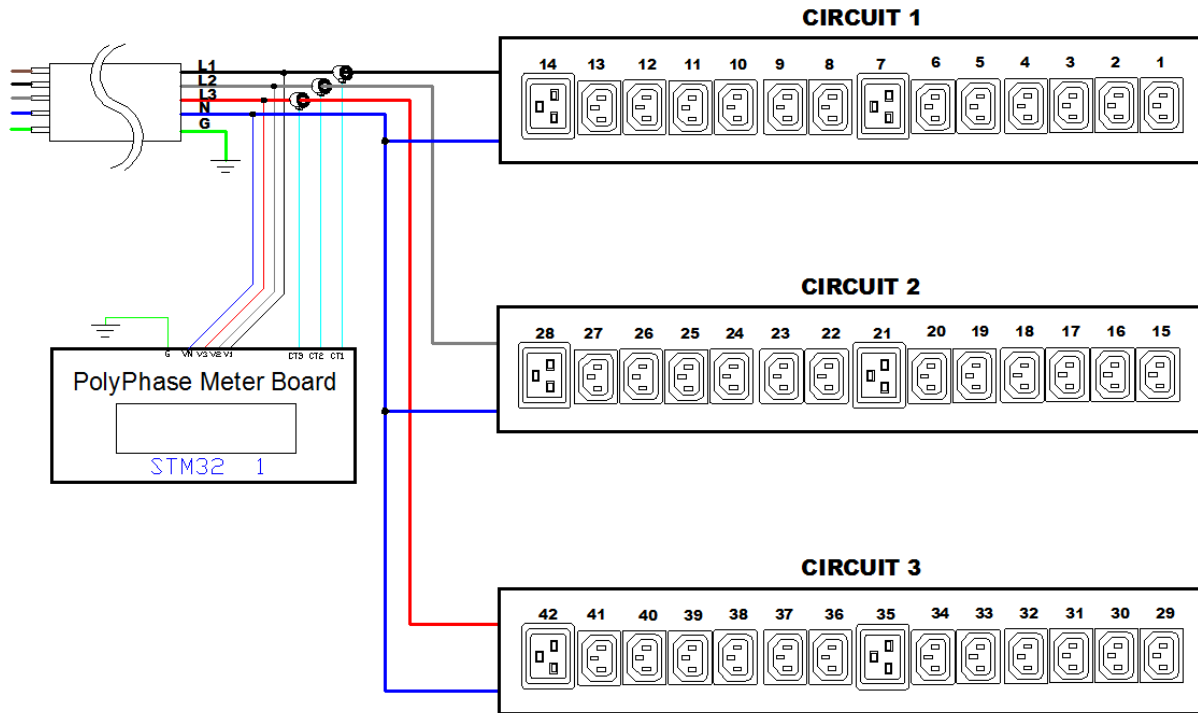 CIRCUIT 1
L1
L2
L3
N
G
14 13 12 11 10 9 8 7 6 5 4 3 2 1
CIRCUIT 2
28 27 26 25 24 23 22 21 20 19 18 17 16 15
G VN V3 V2 V1 CT3 CT2 CT1
PolyPhase Meter Board
STM32 1
CIRCUIT 3
42 41 40 39 38 37 36 35 34 33 32 31 30 29